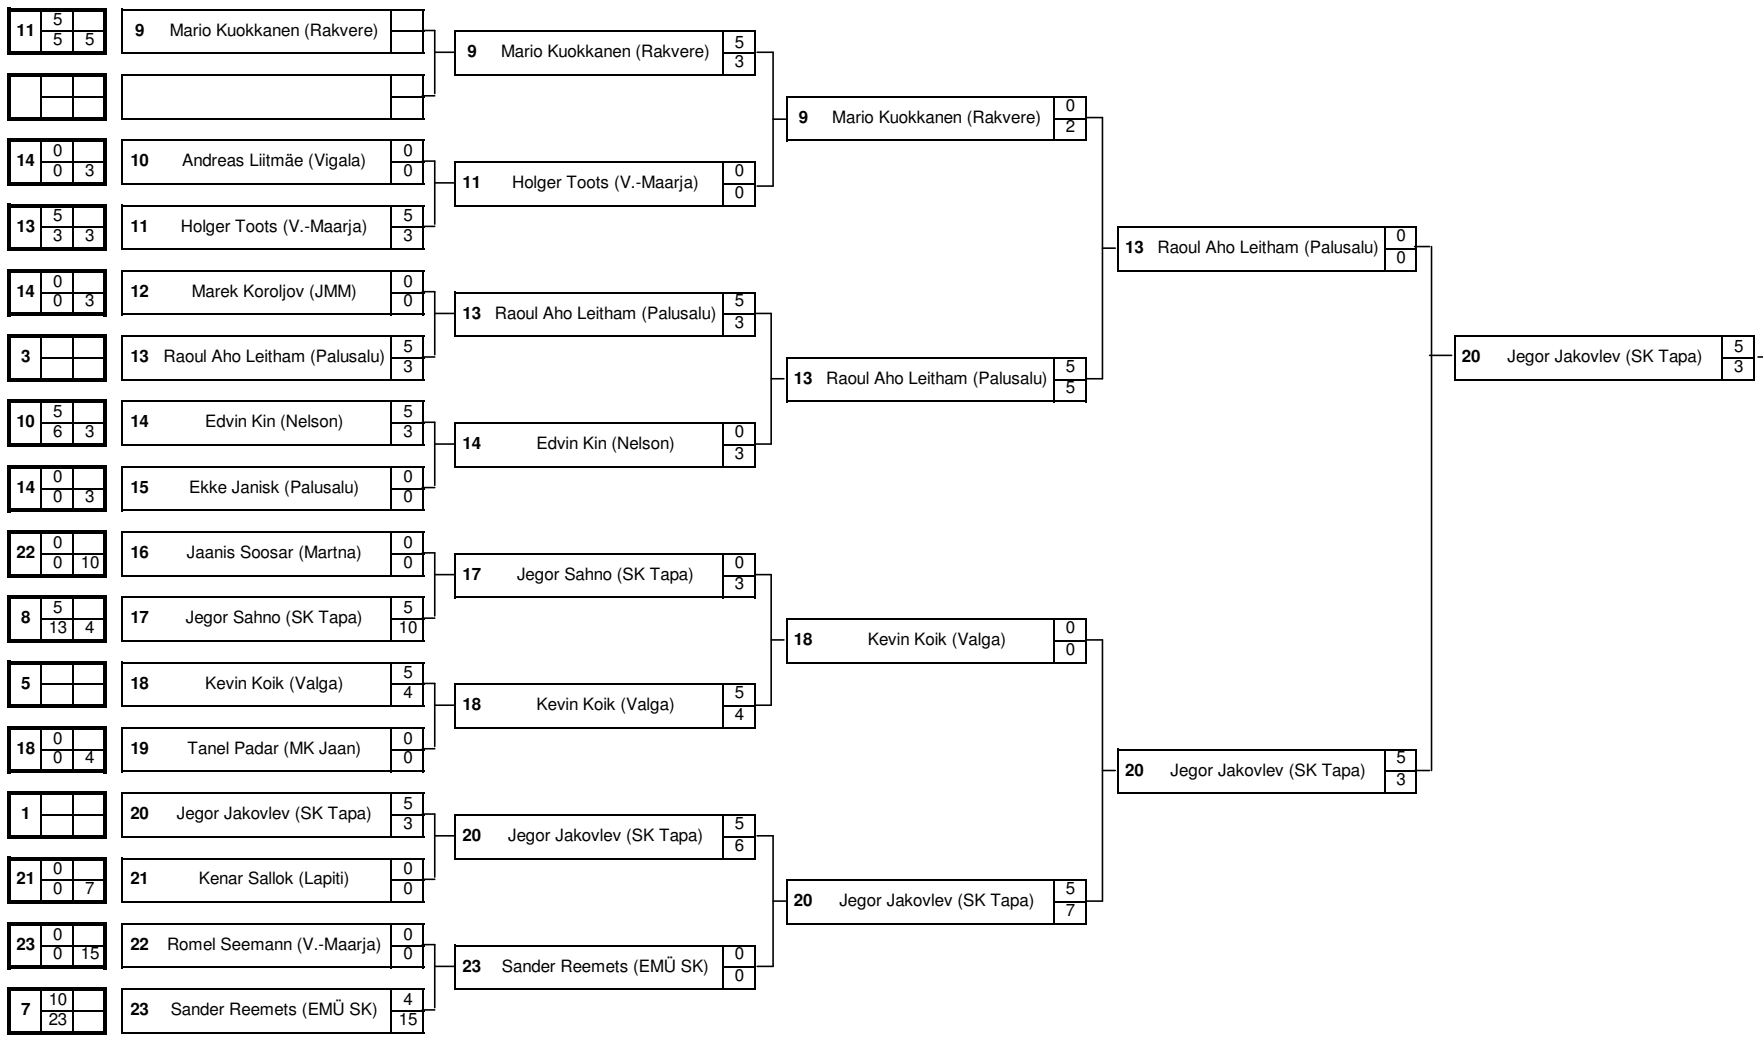 11 5 5 5 9 Mario Kuokkanen (Rakvere)
9 Mario Kuokkanen (Rakvere) 5 3
9 Mario Kuokkanen (Rakvere) 0 2
14 0 0 3 10 Andreas Liitmäe (Vigala) 0 0
11 Holger Toots (V.-Maarja) 0 0
13 5 3 3 11 Holger Toots (V.-Maarja) 5 3
13 Raoul Aho Leitham (Palusalu) 0 0
14 0 0 3 12 Marek Koroljov (JMM) 0 0
13 Raoul Aho Leitham (Palusalu) 5 3
3 13 Raoul Aho Leitham (Palusalu) 5 3
20 Jegor Jakovlev (SK Tapa) 5 3
13 Raoul Aho Leitham (Palusalu) 5 5
10 5 6 3 14 Edvin Kin (Nelson) 5 3
14 Edvin Kin (Nelson) 0 3
14 0 0 3 15 Ekke Janisk (Palusalu) 0 0
22 0 0 10 16 Jaanis Soosar (Martna) 0 0
17 Jegor Sahno (SK Tapa) 0 3
8 5 13 4 17 Jegor Sahno (SK Tapa) 5 10
18 Kevin Koik (Valga) 0 0
5 18 Kevin Koik (Valga) 5 4
18 Kevin Koik (Valga) 5 4
18 0 0 4 19 Tanel Padar (MK Jaan) 0 0
20 Jegor Jakovlev (SK Tapa) 5 3
1 20 Jegor Jakovlev (SK Tapa) 5 3
20 Jegor Jakovlev (SK Tapa) 5 6
21 0 0 7 21 Kenar Sallok (Lapiti) 0 0
20 Jegor Jakovlev (SK Tapa) 5 7
23 0 0 15 22 Romel Seemann (V.-Maarja) 0 0
23 Sander Reemets (EMÜ SK) 0 0
7 10 23 23 Sander Reemets (EMÜ SK) 4 15